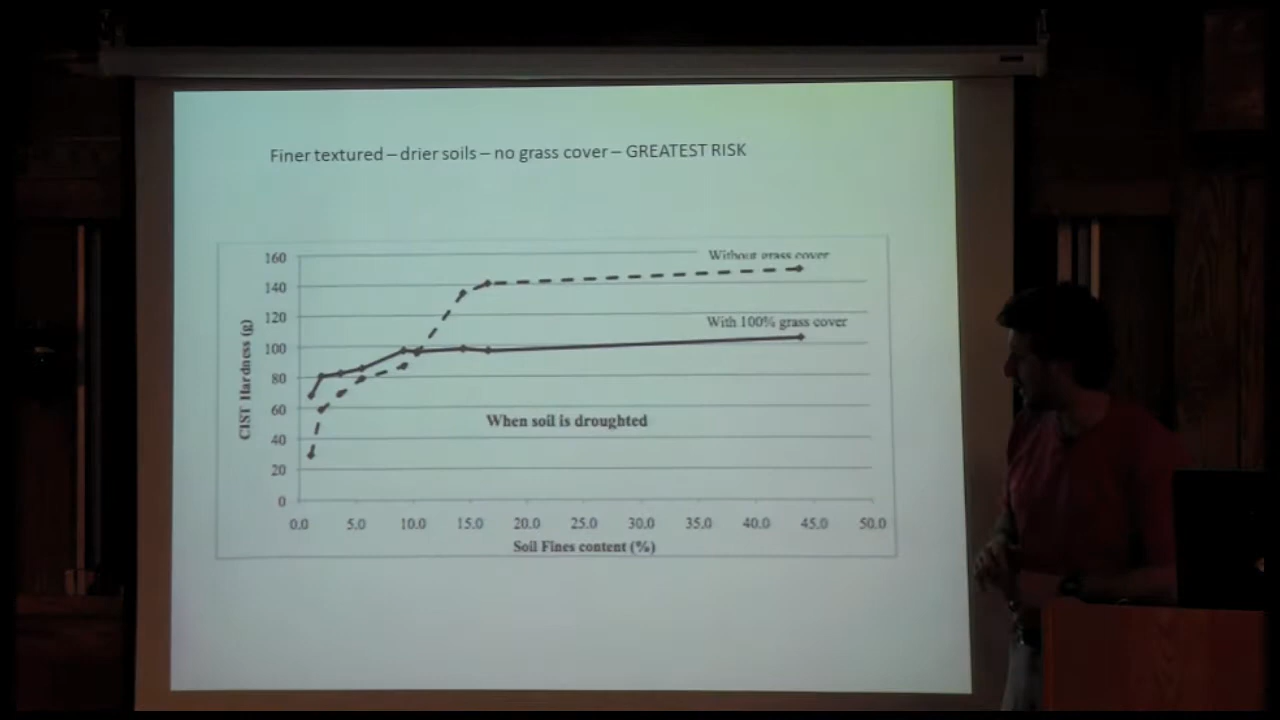 Finer textured – drier soils – no grass cover – GREATEST RISK
160
Without grass cover
140
120
With 100% grass cover
100
80
60
When soil is droughted
40
20
0
CIST Hardness (g)
0.0 5.0 10.0 15.0 20.0 25.0 30.0 35.0 40.0 45.0 50.0
Soil Fines content (%)